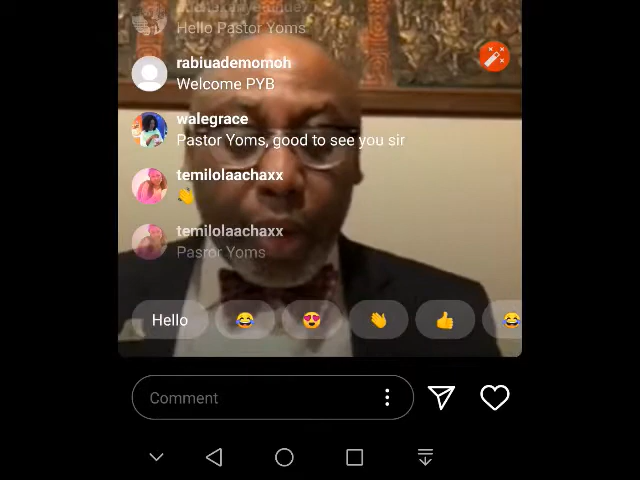 Hello Pastor Yoms
rabiuademomoh
Welcome PYB
walegrace
Pastor Yoms, good to see you sir
temilolaachaxx
temilolaachaxx
Pasror Yoms
Hello
Comment